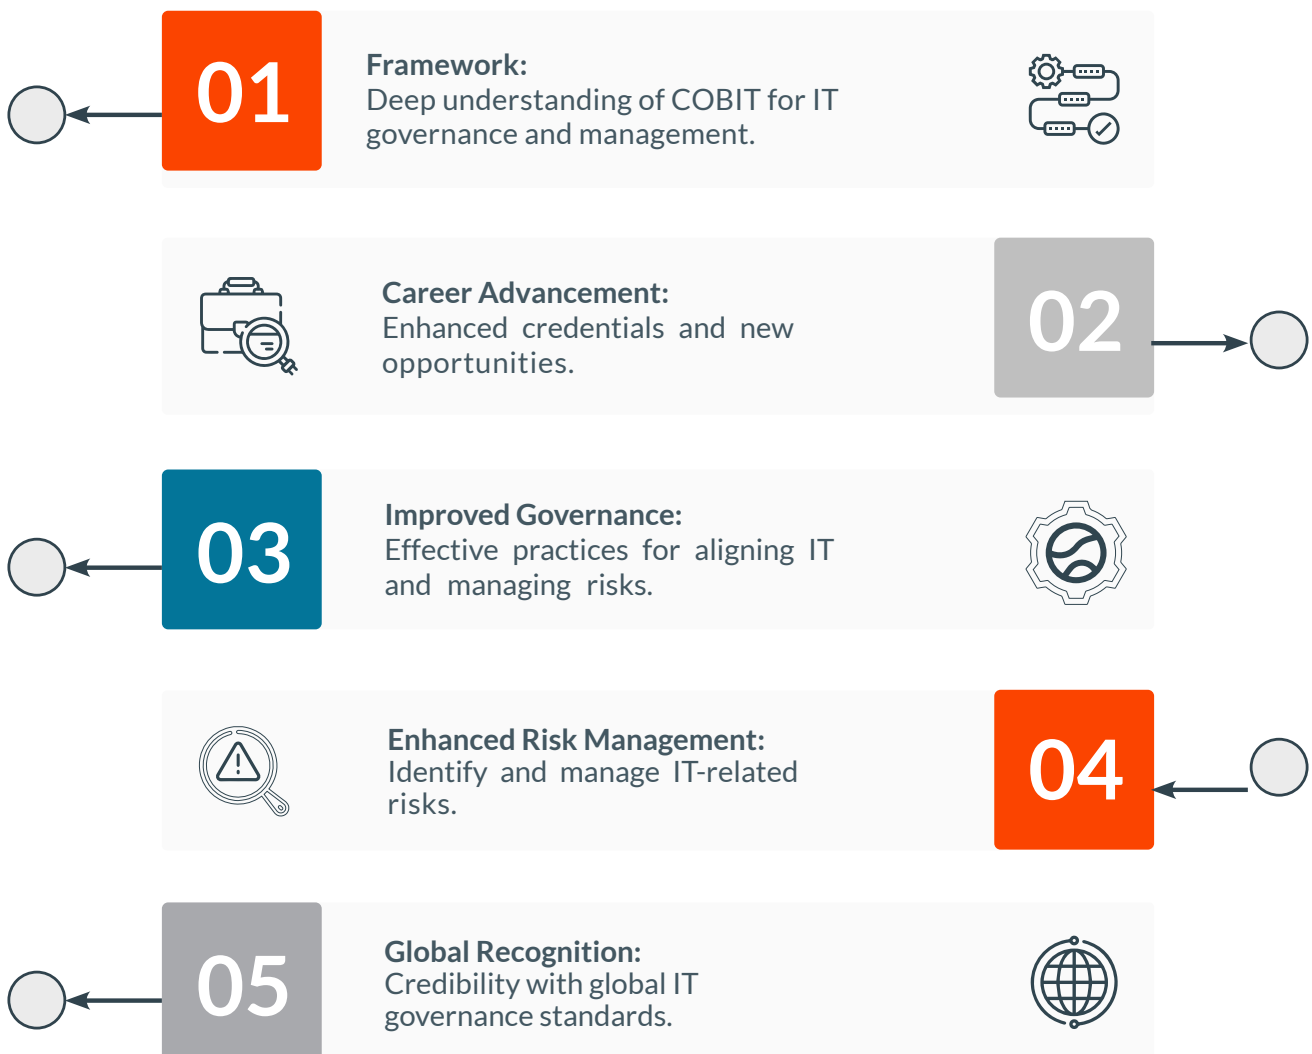 01
Framework:
Deep understanding of COBIT for IT
governance and management.
Career Advancement:
Enhanced credentials and new
opportunities.
02
03
Improved Governance:
Effective practices for aligning IT
and managing risks.
Enhanced Risk Management:
Identify and manage IT-related
risks.
04
05
Global Recognition:
Credibility with global IT
governance standards.